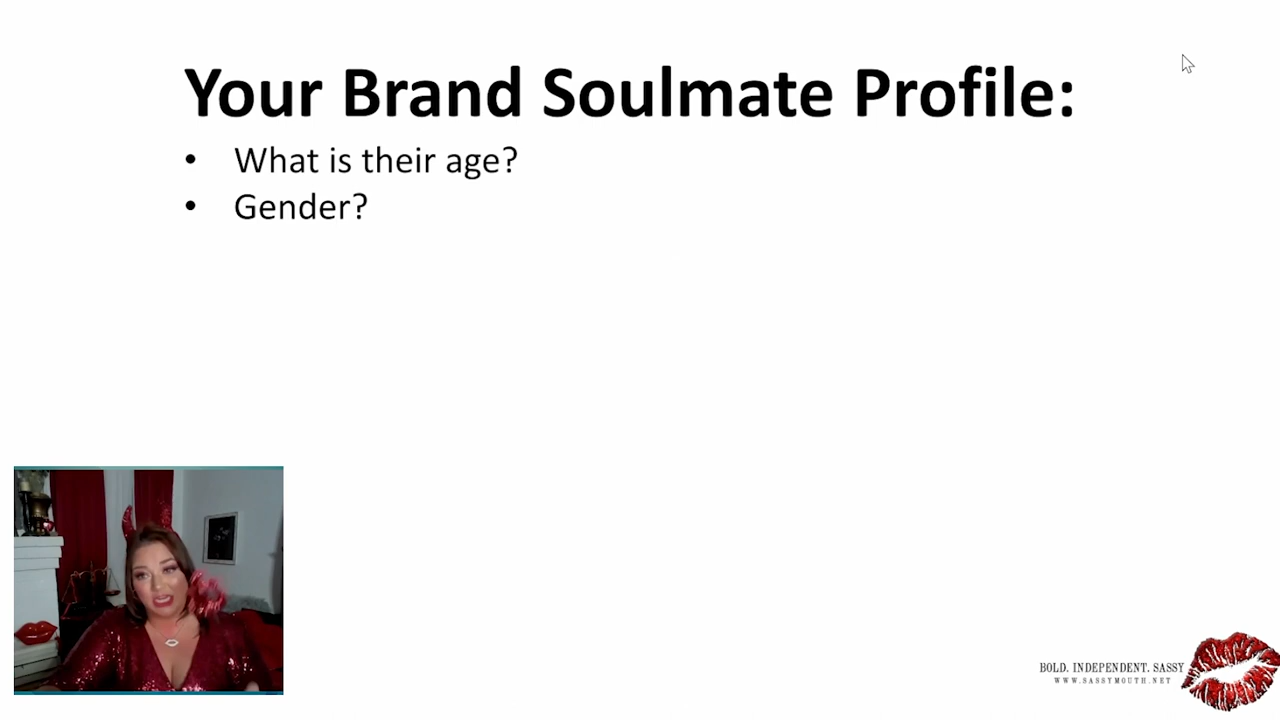 Your Brand Soulmate Profile:
• What is their age?
• Gender?
BOLD. INDEPENDENT. SASSY
WWW.SASSYMOUTH.NET